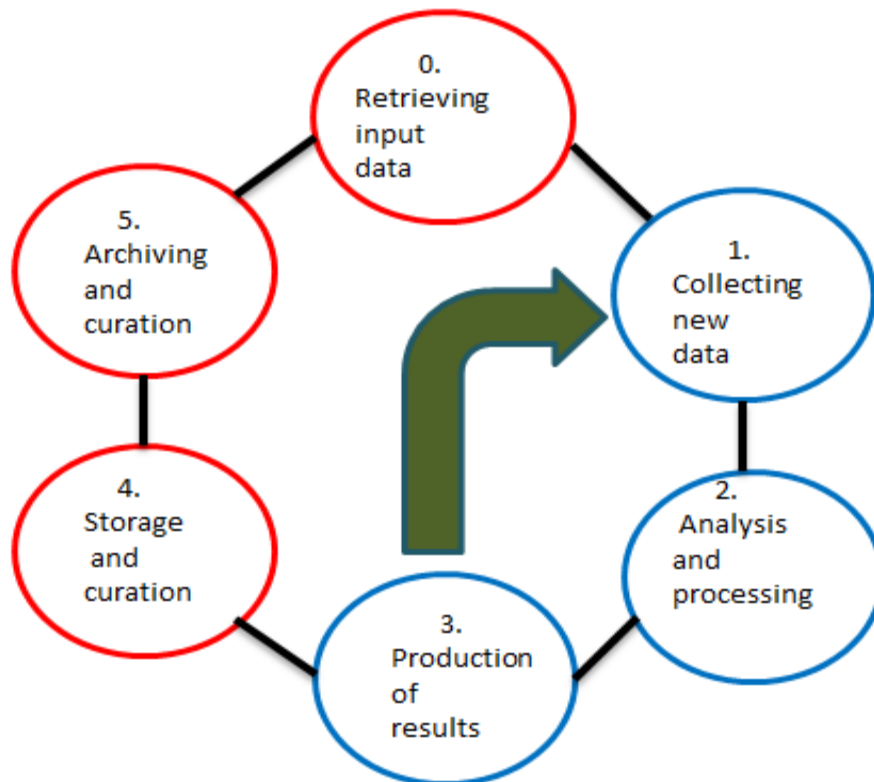 0.
Retrieving
input
data
1.
Collecting
new
data
2.
Analysis
and
processing
3.
Production
of
results
4.
Storage
and
curation
5.
Archiving
and
curation